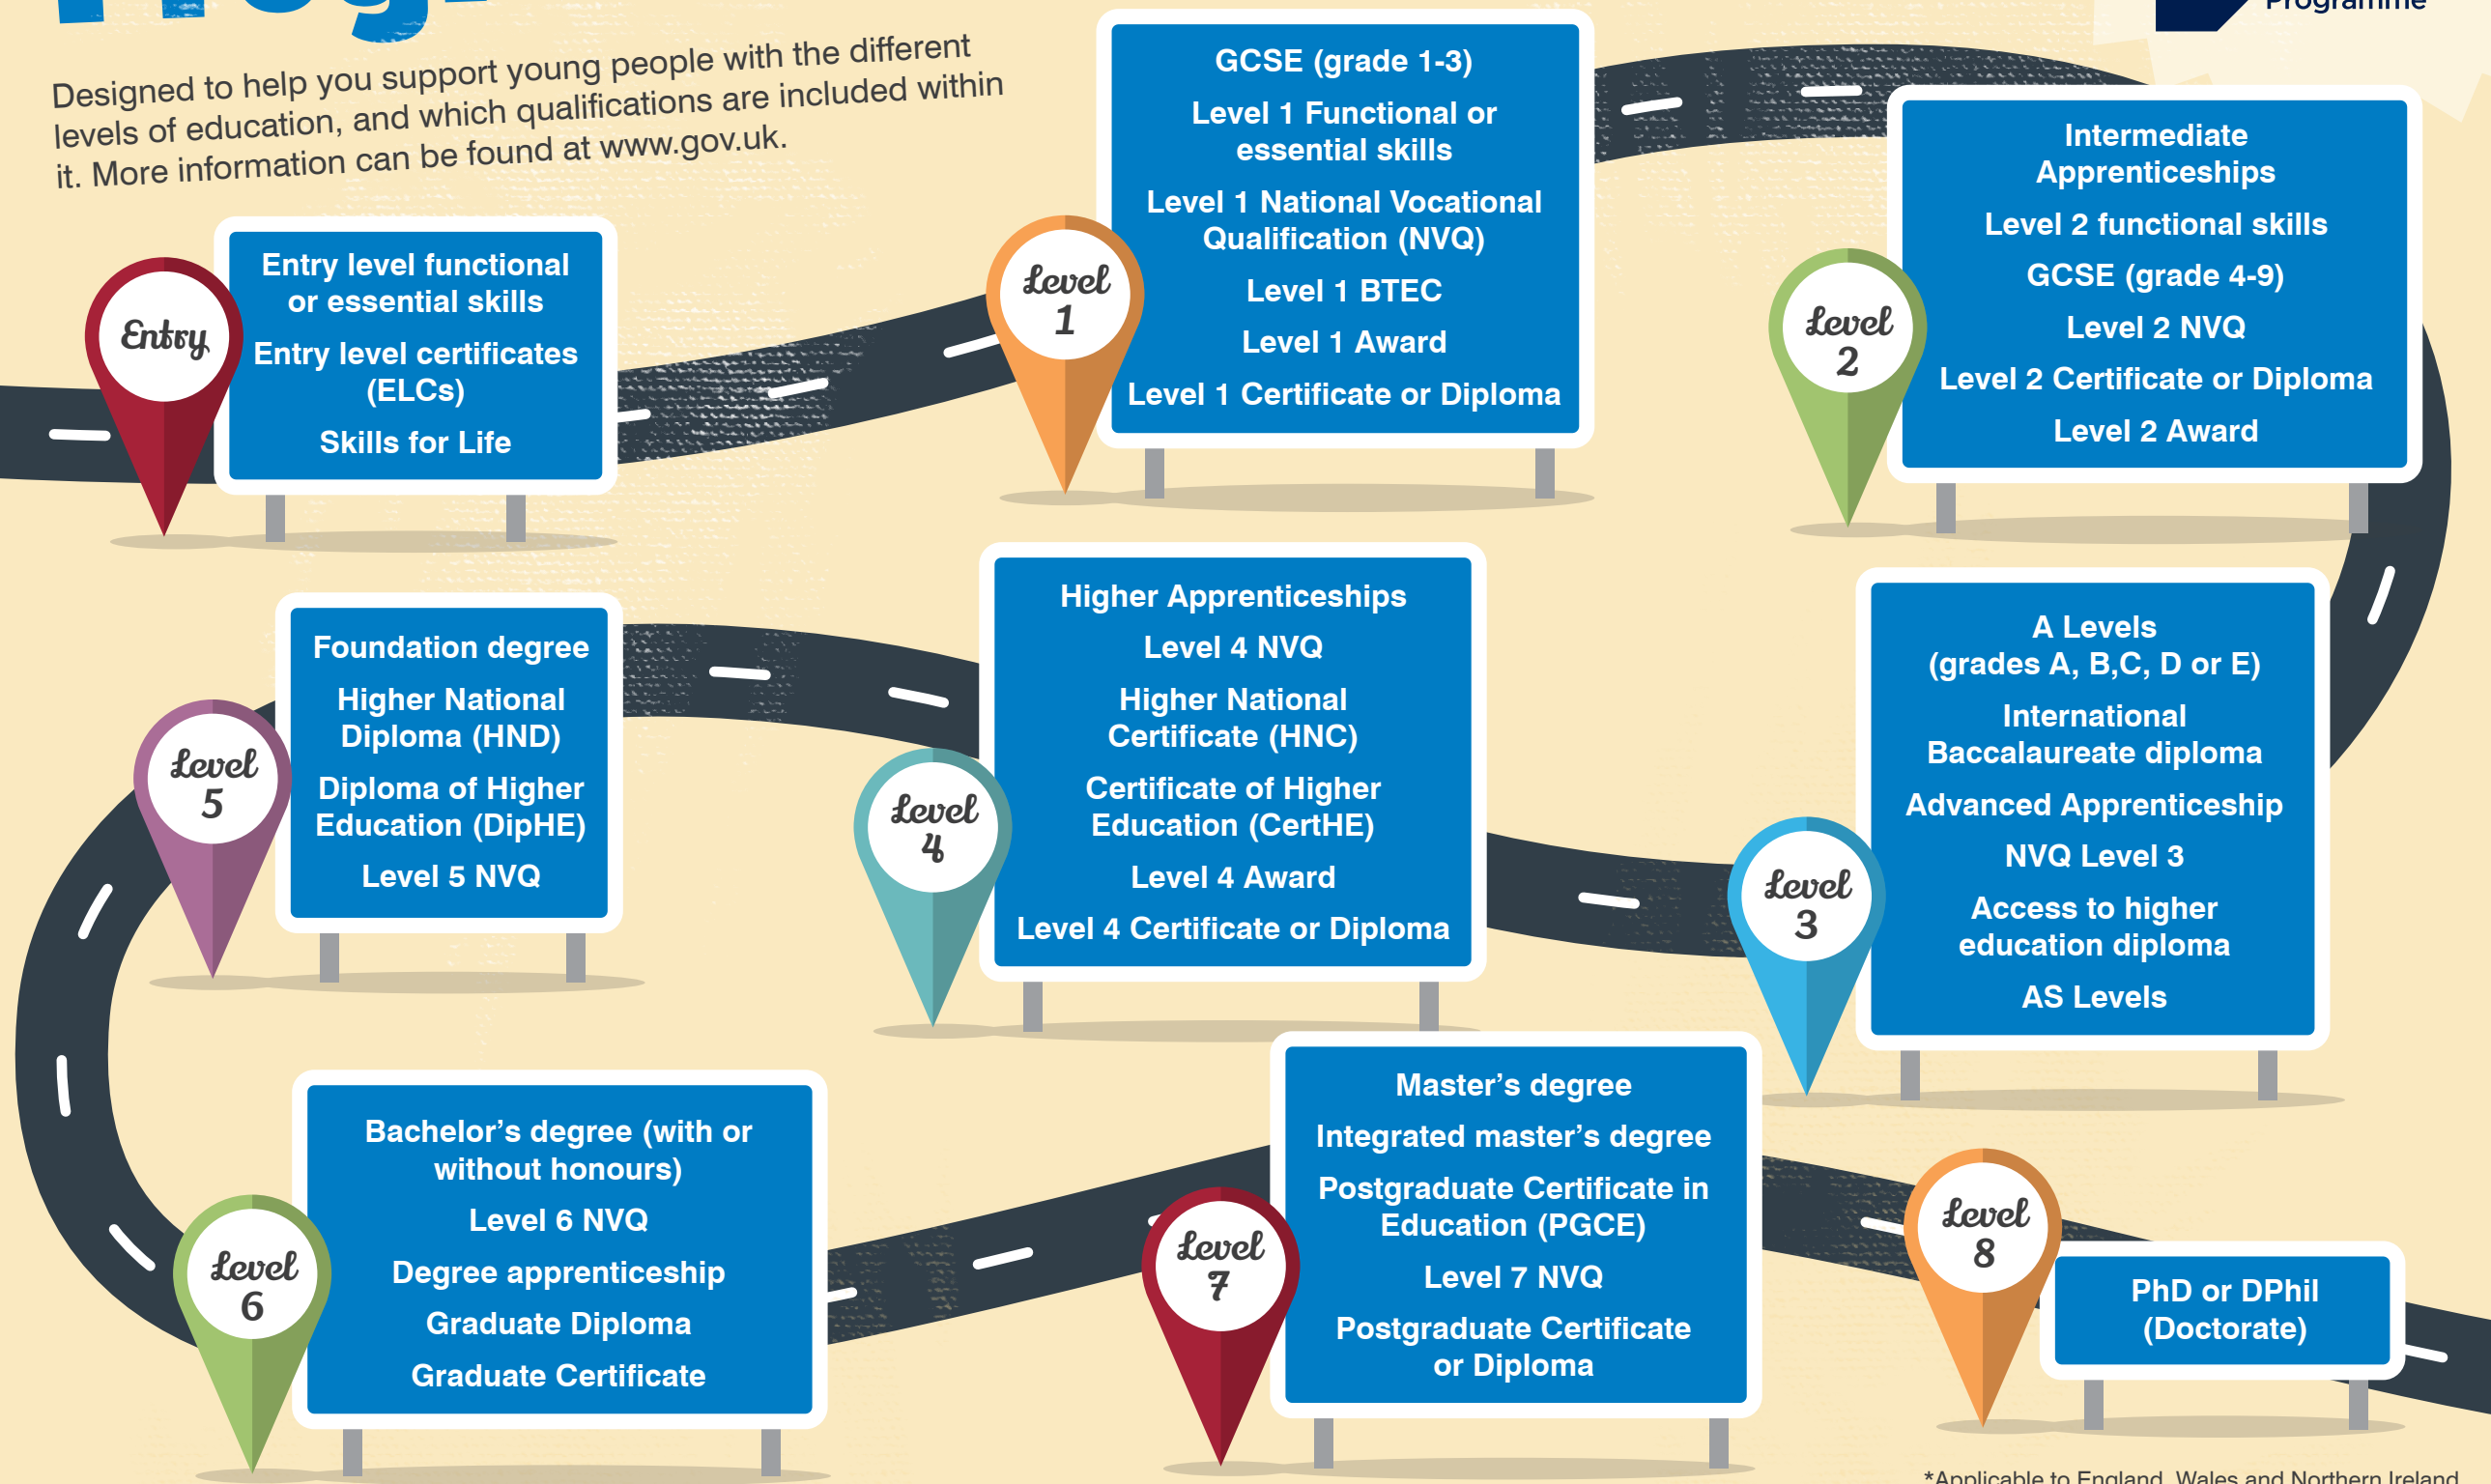 Programme
Designed to help you support young people with the different
levels of education, and which qualifications are included within
it. More information can be found at www.gov.uk.
Entry
Entry level functional
or essential skills
Entry level certificates
(ELCs)
Skills for Life
Level
1
GCSE (grade 1-3)
Level 1 Functional or
essential skills
Level 1 National Vocational
Qualification (NVQ)
Level 1 BTEC
Level 1 Award
Level 1 Certificate or Diploma
Level
2
Intermediate
Apprenticeships
Level 2 functional skills
GCSE (grade 4-9)
Level 2 NVQ
Level 2 Certificate or Diploma
Level 2 Award
Level
3
A Levels
(grades A, B,C, D or E)
International
Baccalaureate diploma
Advanced Apprenticeship
NVQ Level 3
Access to higher
education diploma
AS Levels
Level
4
Higher Apprenticeships
Level 4 NVQ
Higher National
Certificate (HNC)
Certificate of Higher
Education (CertHE)
Level 4 Award
Level 4 Certificate or Diploma
Level
5
Foundation degree
Higher National
Diploma (HND)
Diploma of Higher
Education (DipHE)
Level 5 NVQ
Level
6
Bachelor’s degree (with or
without honours)
Level 6 NVQ
Degree apprenticeship
Graduate Diploma
Graduate Certificate
Level
7
Master’s degree
Integrated master’s degree
Postgraduate Certificate in
Education (PGCE)
Level 7 NVQ
Postgraduate Certificate
or Diploma
Level
8
PhD or DPhil
(Doctorate)
*Applicable to England, Wales and Northern Ireland